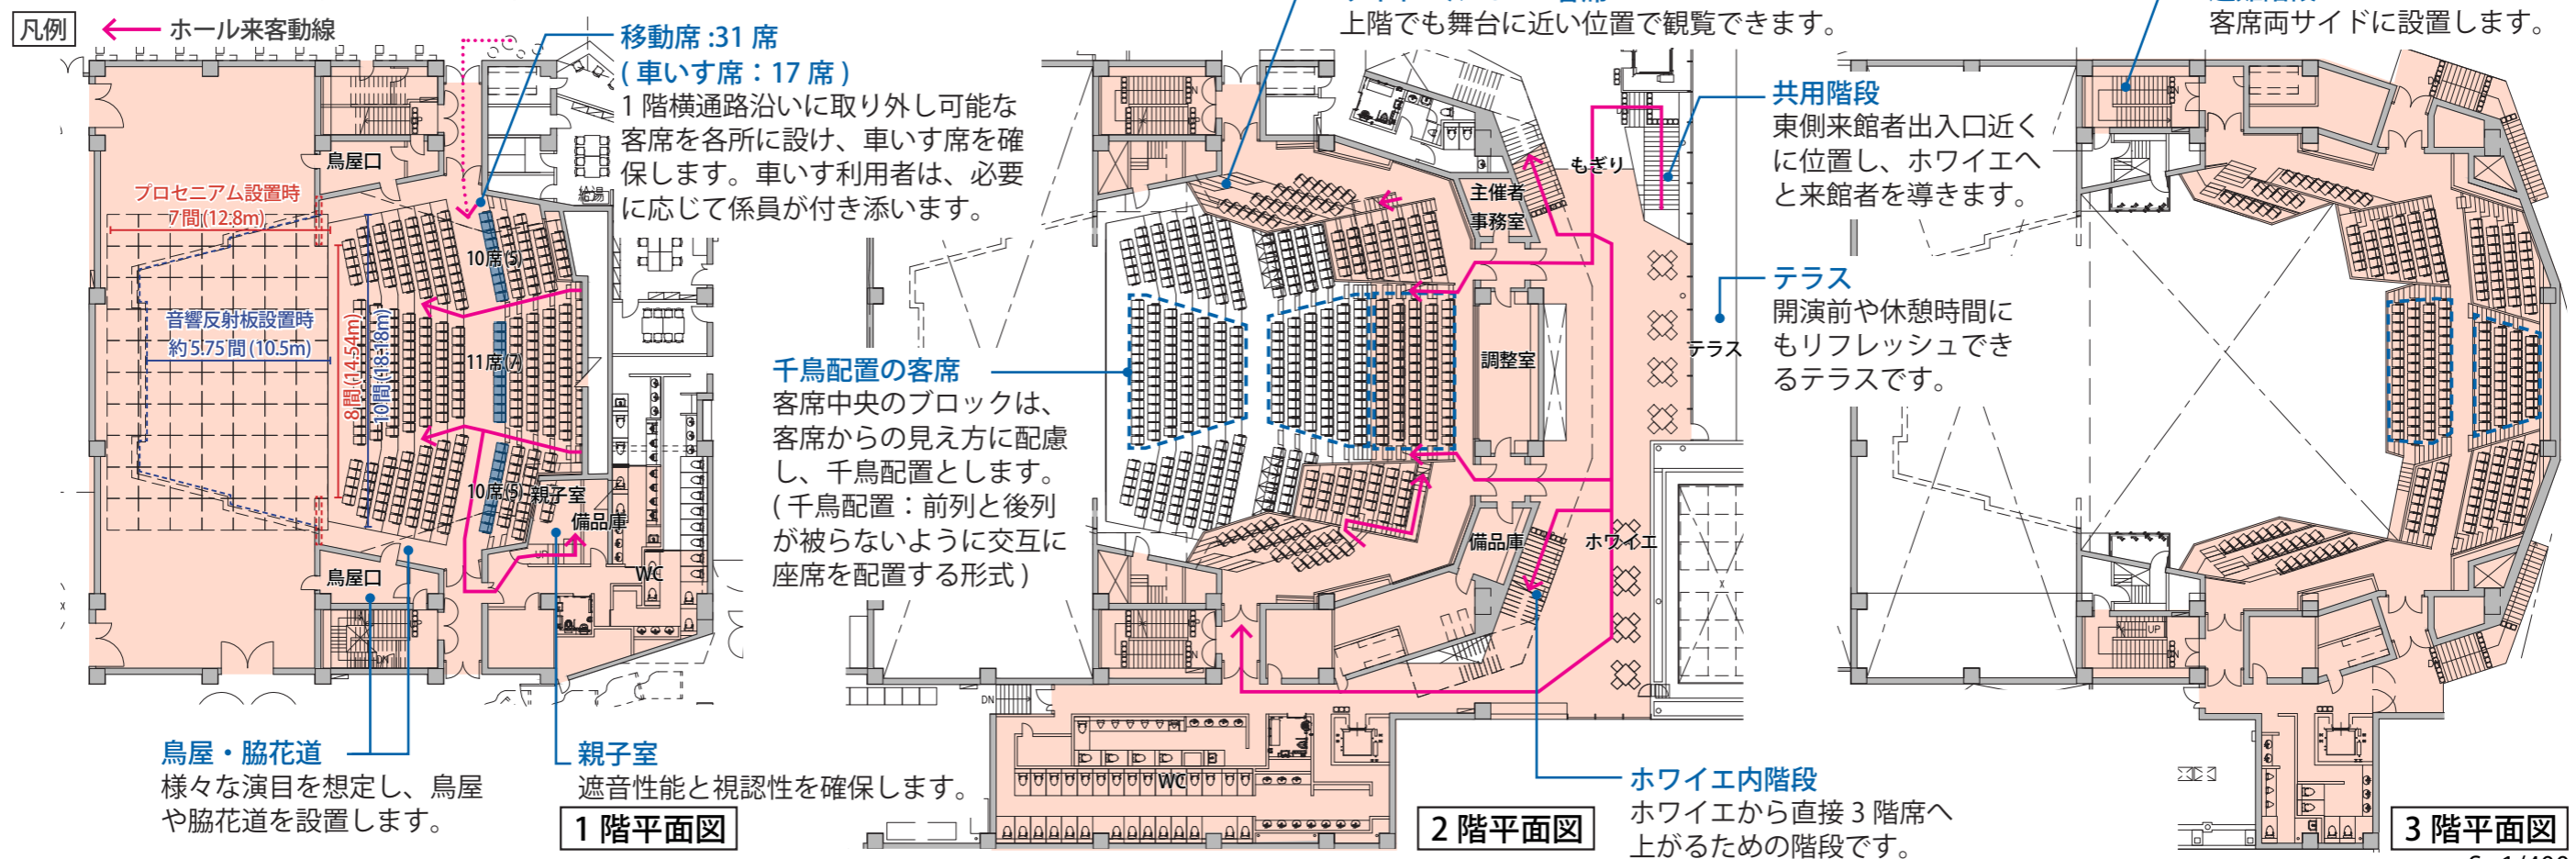 凡例
ホール来客動線
移動席 :31 席
( 車いす席：17 席 )
1 階横通路沿いに取り外し可能な
客席を各所に設け、車いす席を確
保します。車いす利用者は、必要
に応じて係員が付き添います。
鳥屋口
プロセニアム設置時
7間(12.8m)
音響反射板設置時
約5.75間(10.5m)
8間(14.54m)
10間(18.18m)
10席(5)
11席(7)
10席(5)
給湯
親子室
備品庫
UP
WC
鳥屋口
DN
鳥屋・脇花道
様々な演目を想定し、鳥屋
や脇花道を設置します。
親子室
遮音性能と視認性を確保します。
1 階平面図
上階でも舞台に近い位置で観覧できます。
千鳥配置の客席
客席中央のブロックは、
客席からの見え方に配慮
し、千鳥配置とします。
( 千鳥配置：前列と後列
が被らないように交互に
座席を配置する形式 )
もぎり
主催者
事務室
調整室
テラス
備品庫
ホワイエ
DN
WC
共用階段
東側来館者出入口近く
に位置し、ホワイエへ
と来館者を導きます。
テラス
開演前や休憩時間に
もリフレッシュでき
るテラスです。
ホワイエ内階段
ホワイエから直接 3 階席へ
上がるための階段です。
2 階平面図
客席両サイドに設置します。
UP
3 階平面図